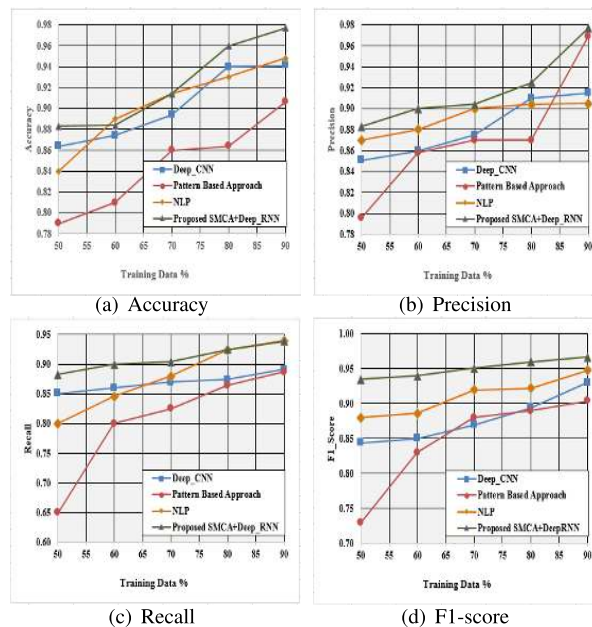 0.98
0.96
0.94
0.92
0.90
0.88
0.86
0.84
0.82
0.80
0.78
Accuracy
50 55 60 65 70 75 80 85 90
Training Data %
Deep_CNN
Pattern Based Approach
NLP
Proposed SMCA+Deep_RNN
(a) Accuracy
0.98
0.96
0.94
0.92
0.90
0.88
0.86
0.84
0.82
0.80
0.78
Precision
50 55 60 65 70 75 80 85 90
Training Data %
Deep_CNN
Pattern Based Approach
NLP
Proposed SMCA+Deep_RNN
(b) Precision
0.95
0.90
0.85
0.80
0.75
0.70
0.65
0.60
Recall
50 55 60 65 70 75 80 85 90
Training Data %
Deep_CNN
Pattern Based Approach
NLP
Proposed SMCA+Deep_RNN
(c) Recall
1.00
0.95
0.90
0.85
0.80
0.75
0.70
F1_Score
50 55 60 65 70 75 80 85 90
Training Data %
Deep_CNN
Pattern Based Approach
NLP
Proposed SMCA+DeepRNN
(d) F1-score